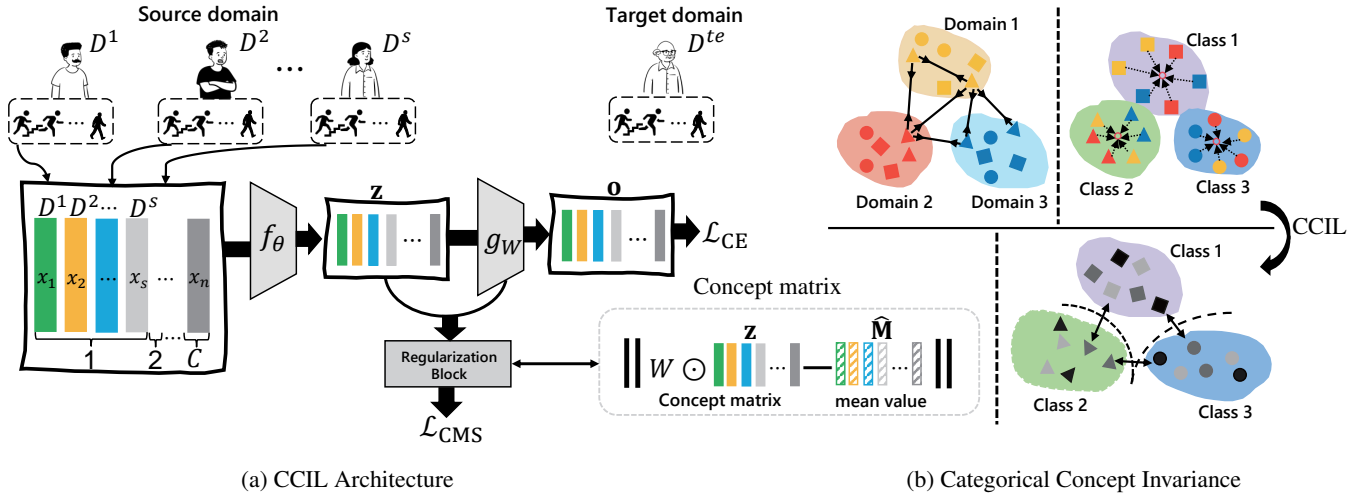 Source domain
Target domain
D^1
D^2
...
D^s
D^te
D^1 D^2 ... D^s
x_1 x_2 ... x_s ... x_n
1 2 ... C
f_θ
z
...
g_W
o
...
ℒ_CE
Regularization
Block
ℒ_CMS
Concept matrix
‖ W ⊙ z ... — M̂ ... ‖
Concept matrix
mean value
(a) CCIL Architecture
Domain 1
Domain 2
Domain 3
Class 1
Class 2
Class 3
CCIL
Class 1
Class 2
Class 3
(b) Categorical Concept Invariance